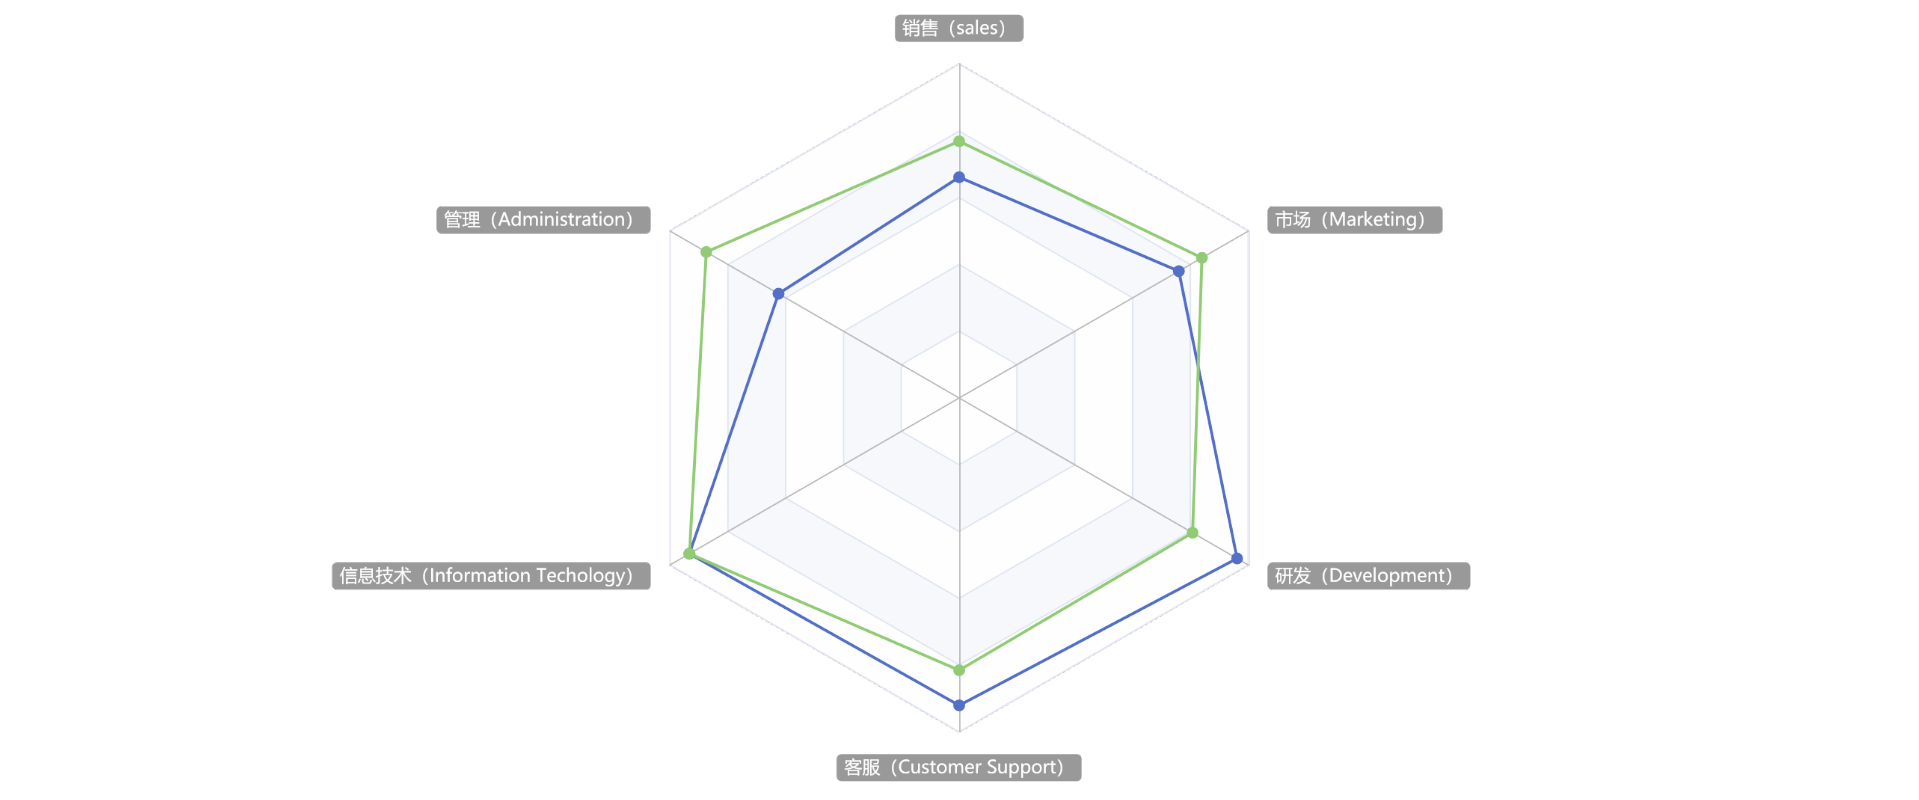 销售（sales）
管理（Administration）
市场（Marketing）
信息技术（Information Techology）
研发（Development）
客服（Customer Support）